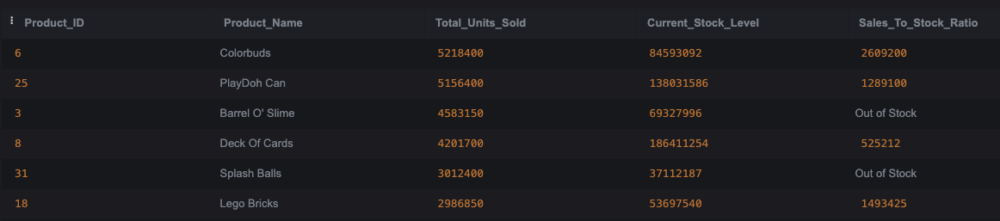 Product_ID Product_Name Total_Units_Sold Current_Stock_Level Sales_To_Stock_Ratio
6 Colorbuds 5218400 84593092 2609200
25 PlayDoh Can 5156400 138031586 1289100
3 Barrel O' Slime 4583150 69327996 Out of Stock
8 Deck Of Cards 4201700 186411254 525212
31 Splash Balls 3012400 37112187 Out of Stock
18 Lego Bricks 2986850 53697540 1493425